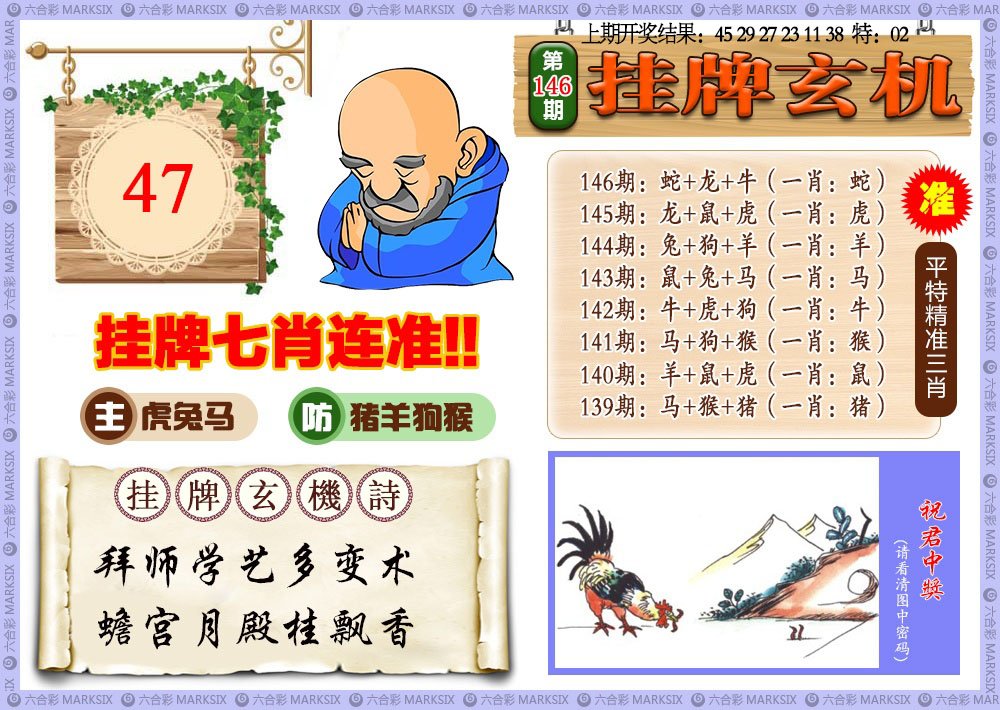 上期开奖结果：45 29 27 23 11 38 特：02
第
146
期
挂牌玄机
47
146期：蛇+龙+牛（一肖：蛇）
145期：龙+鼠+虎（一肖：虎）
144期：兔+狗+羊（一肖：羊）
143期：鼠+兔+马（一肖：马）
142期：牛+虎+狗（一肖：牛）
141期：马+狗+猴（一肖：猴）
140期：羊+鼠+虎（一肖：鼠）
139期：马+猴+猪（一肖：猪）
准
平特精准三肖
挂牌七肖连准!!
主 虎兔马
防 猪羊狗猴
挂牌玄機詩
拜师学艺多变术
蟾宫月殿桂飘香
祝君中獎
（请看清图中密码）
六合彩 MARKSIX